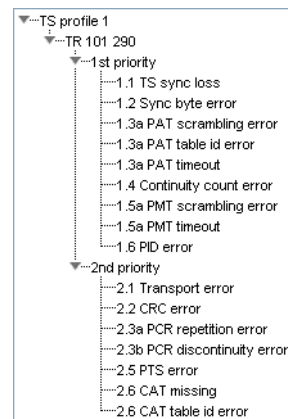 TS profile 1
TR 101 290
1st priority
1.1 TS sync loss
1.2 Sync byte error
1.3a PAT scrambling error
1.3a PAT table id error
1.3a PAT timeout
1.4 Continuity count error
1.5a PMT scrambling error
1.5a PMT timeout
1.6 PID error
2nd priority
2.1 Transport error
2.2 CRC error
2.3a PCR repetition error
2.3b PCR discontinuity error
2.5 PTS error
2.6 CAT missing
2.6 CAT table id error